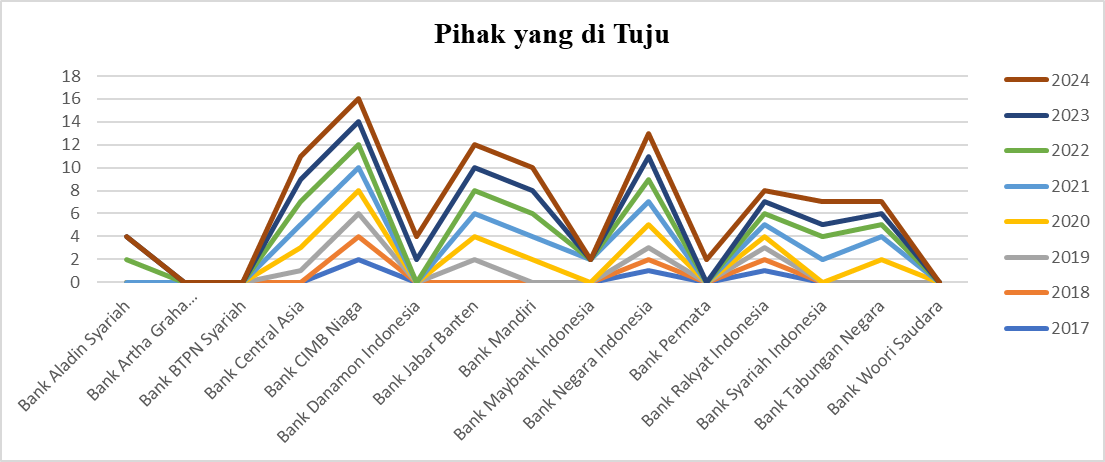 Pihak yang di Tuju
18
16
14
12
10
8
6
4
2
0
Bank Aladin Syariah
Bank Artha Graha...
Bank BTPN Syariah
Bank Central Asia
Bank CIMB Niaga
Bank Danamon Indonesia
Bank Jabar Banten
Bank Mandiri
Bank Maybank Indonesia
Bank Negara Indonesia
Bank Permata
Bank Rakyat Indonesia
Bank Syariah Indonesia
Bank Tabungan Negara
Bank Woori Saudara
2024
2023
2022
2021
2020
2019
2018
2017